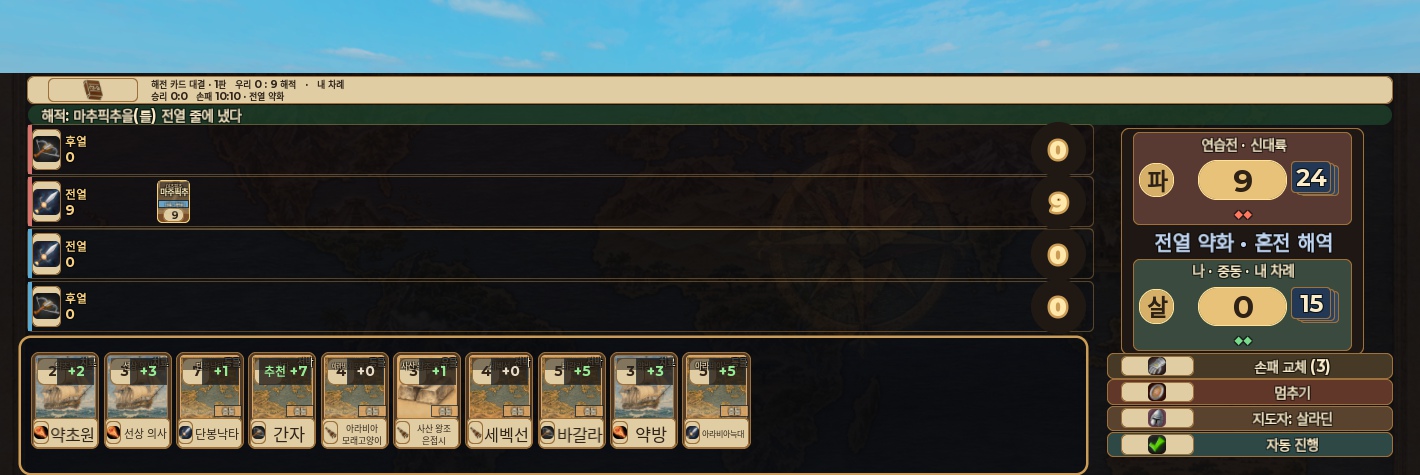 해전 카드 대결 · 1판 우리 0 : 9 해적 · 내 차례
승리 0:0 손패 10:10 · 전열 약화
해적: 마추픽추을(를) 전열 줄에 냈다
후열
0
0
전열
9
마추픽추
9
9
전열
0
0
후열
0
0
연습전 · 신대륙
파
9
24
전열 약화 • 혼전 해역
나 · 중동 · 내 차례
살
0
15
2 +2
약초원
3 +3
선상 의사
7 +1
단봉낙타
추천 +7
간자
4 +0
아라비아
모래고양이
3 +1
사산 왕조
은접시
4 +0
세벡선
5 +5
바갈라
3 +3
약방
5 +5
아라비아늑대
손패 교체 (3)
멈추기
지도자: 살라딘
자동 진행